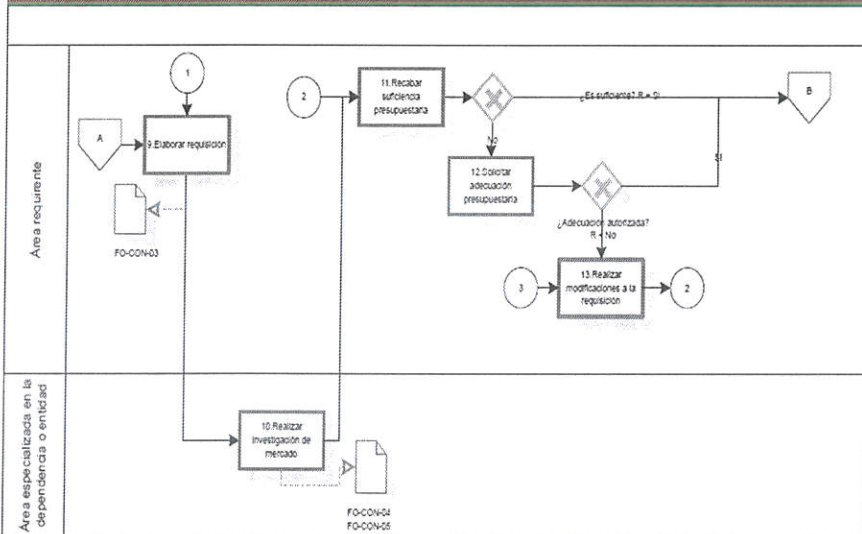 Área requirente
1
A
9.Elaborar requisición
FO-CON-03
2
11.Recabar
suficiencia
presupuestaria
¿Es suficiente? R = Si
B
No
12.Solicitar
adecuación
presupuestaria
SI
¿Adecuación autorizada?
R = No
3
13.Realizar
modificaciones a la
requisición
2
Área especializada en la
dependencia o entidad
10.Realizar
investigación de
mercado
FO-CON-04
FO-CON-05